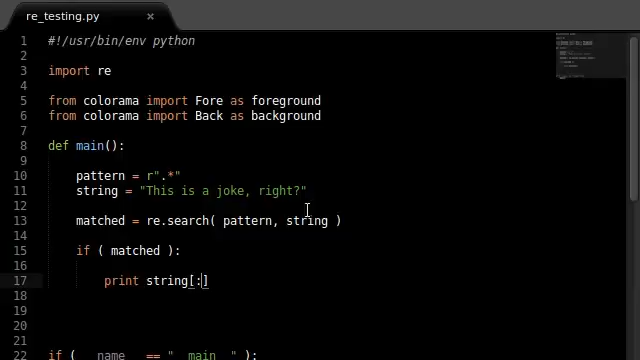 re_testing.py ×
1 #!/usr/bin/env python
2
3 import re
4
5 from colorama import Fore as foreground
6 from colorama import Back as background
7
8 def main():
9
10 pattern = r".*"
11 string = "This is a joke, right?"
12
13 matched = re.search( pattern, string )
14
15 if ( matched ):
16
17 print string[:]
18
19
20
21
22 if ( __name__ == "__main__" ):